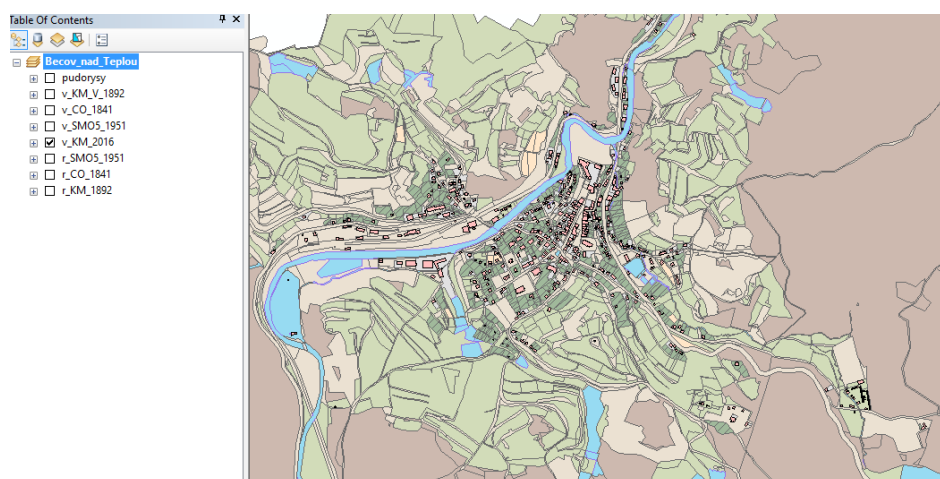 Table Of Contents
Becov_nad_Teplou
pudorysy
v_KM_V_1892
v_CO_1841
v_SMO5_1951
v_KM_2016
r_SMO5_1951
r_CO_1841
r_KM_1892